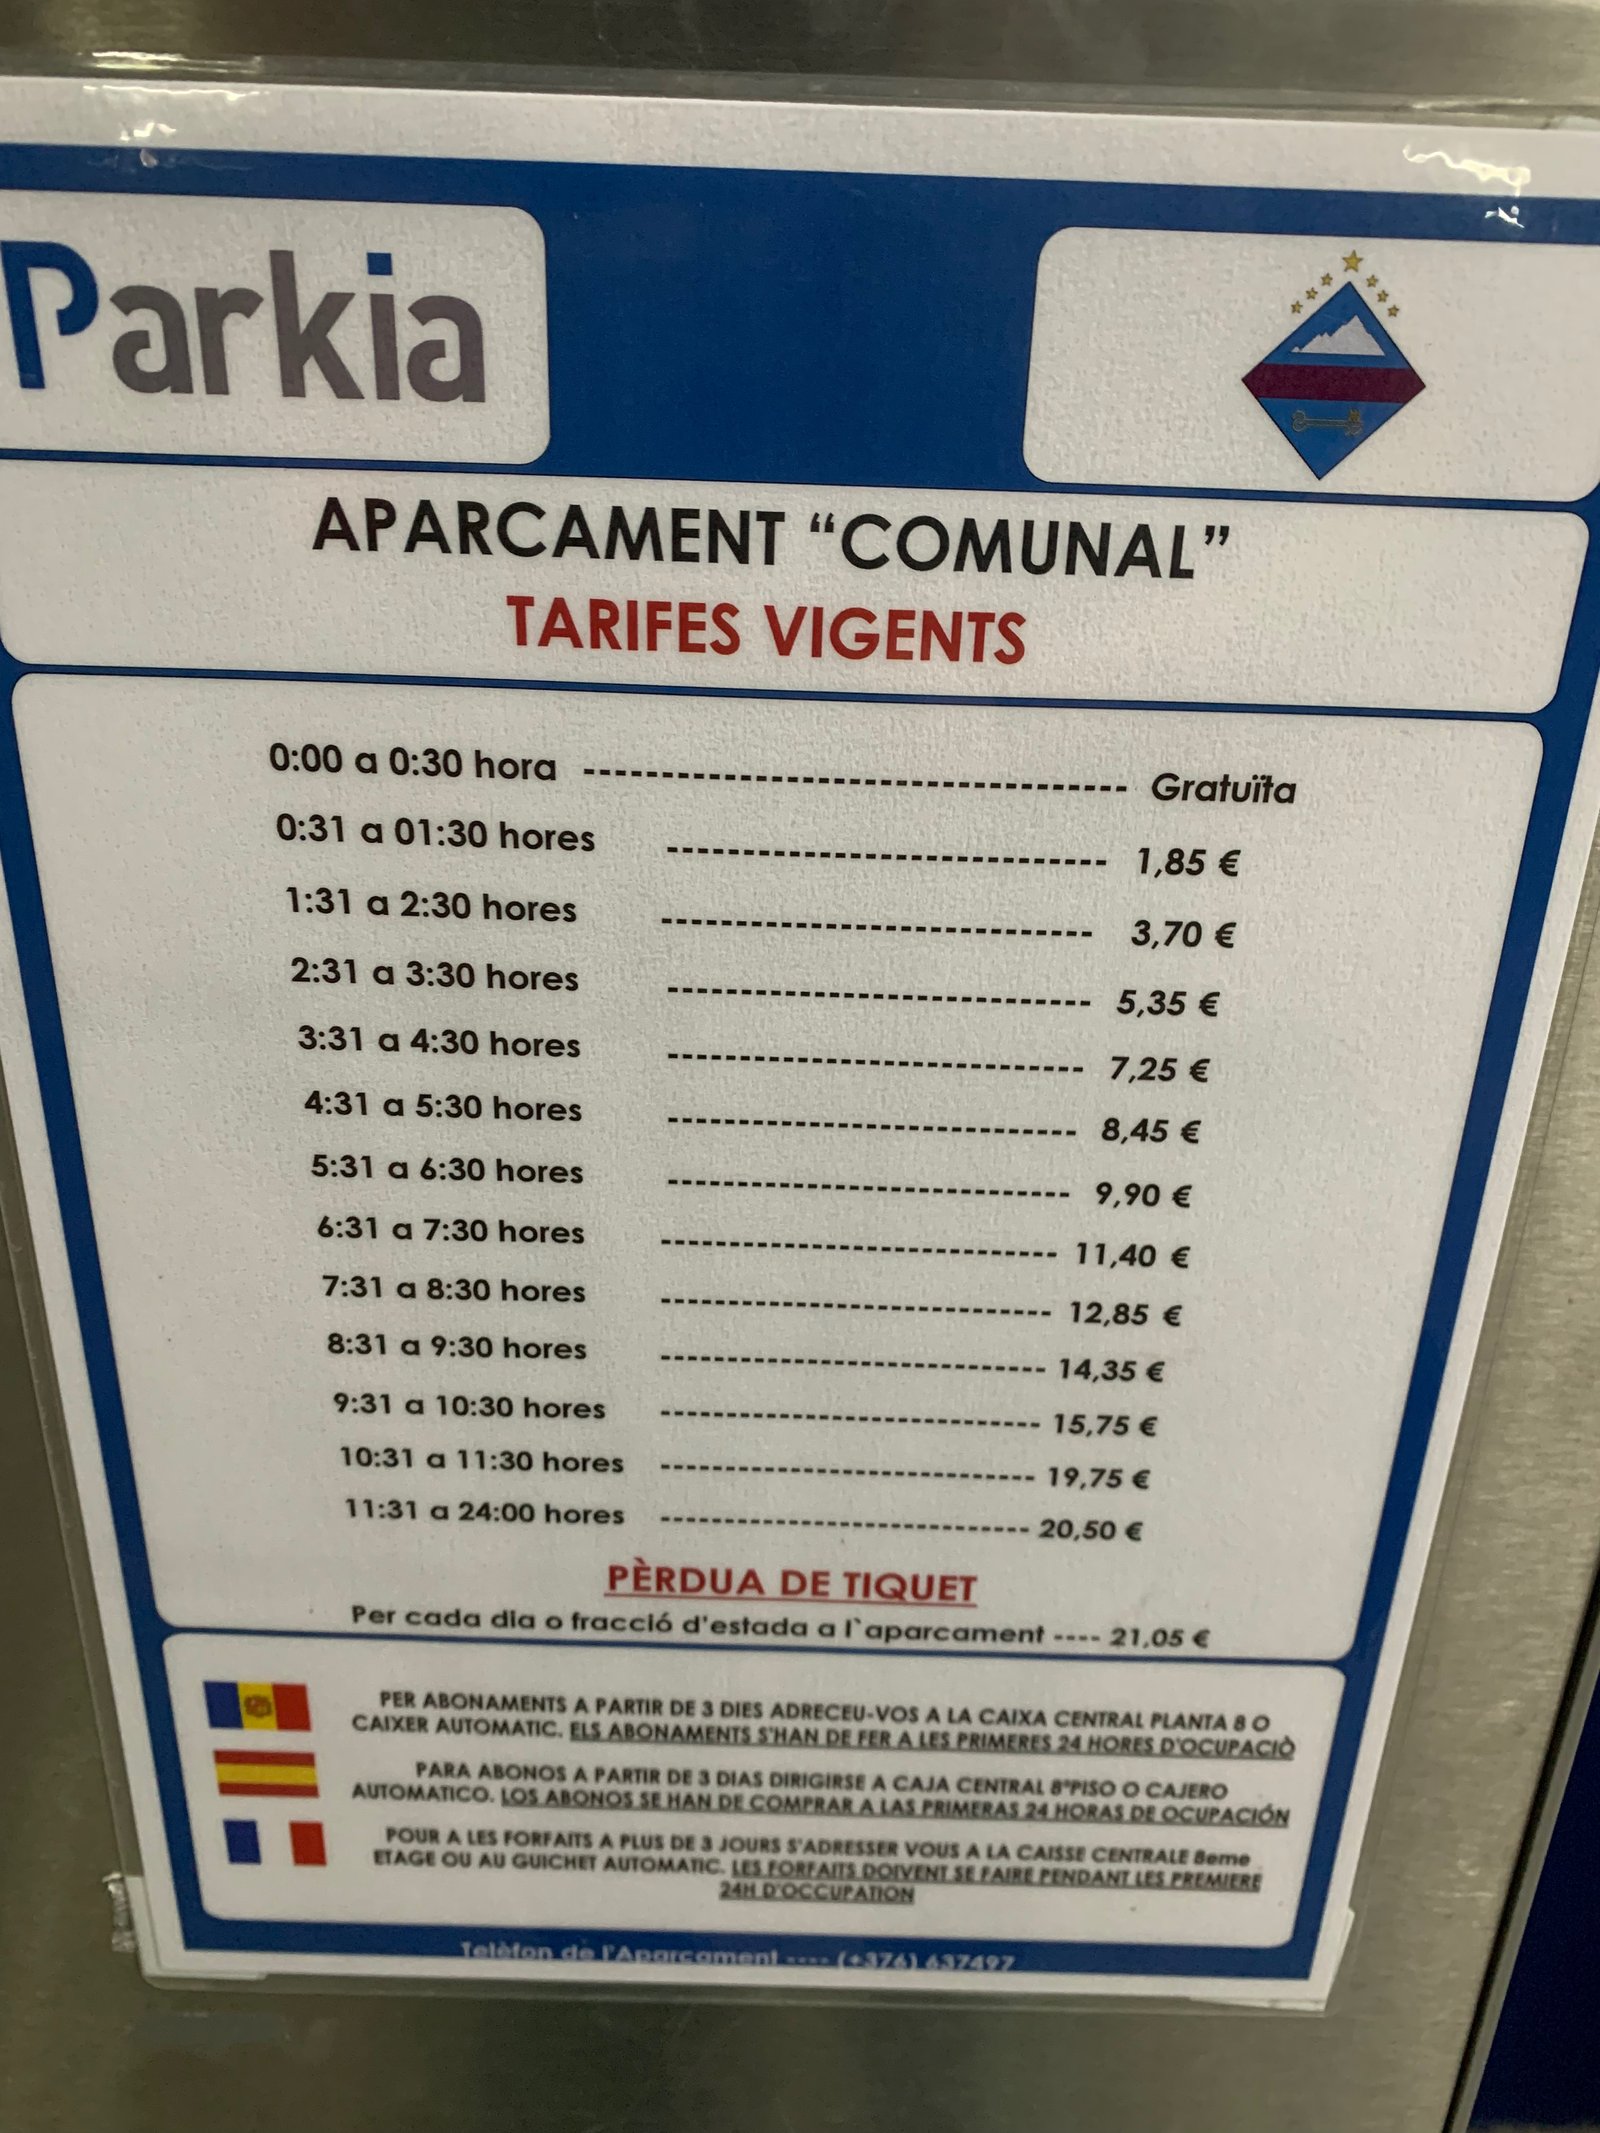 Parkia
APARCAMENT “COMUNAL”
TARIFES VIGENTS
0:00 a 0:30 hora ---------------------------------- Gratuïta
0:31 a 01:30 hores ----------------------------- 1,85 €
1:31 a 2:30 hores ----------------------------- 3,70 €
2:31 a 3:30 hores ----------------------------- 5,35 €
3:31 a 4:30 hores ----------------------------- 7,25 €
4:31 a 5:30 hores ----------------------------- 8,45 €
5:31 a 6:30 hores ----------------------------- 9,90 €
6:31 a 7:30 hores ----------------------------- 11,40 €
7:31 a 8:30 hores ----------------------------- 12,85 €
8:31 a 9:30 hores ----------------------------- 14,35 €
9:31 a 10:30 hores ----------------------------- 15,75 €
10:31 a 11:30 hores ----------------------------- 19,75 €
11:31 a 24:00 hores ----------------------------- 20,50 €
PÈRDUA DE TIQUET
Per cada dia o fracció d'estada a l`aparcament ---- 21,05 €
PER ABONAMENTS A PARTIR DE 3 DIES ADRECEU-VOS A LA CAIXA CENTRAL PLANTA 8 O
CAIXER AUTOMATIC. ELS ABONAMENTS S'HAN DE FER A LES PRIMERES 24 HORES D'OCUPACIÒ
PARA ABONOS A PARTIR DE 3 DIAS DIRIGIRSE A CAJA CENTRAL 8ºPISO O CAJERO
AUTOMATICO. LOS ABONOS SE HAN DE COMPRAR A LAS PRIMERAS 24 HORAS DE OCUPACIÓN
POUR A LES FORFAITS A PLUS DE 3 JOURS S'ADRESSER VOUS A LA CAISSE CENTRALE 8eme
ETAGE OU AU GUICHET AUTOMATIC. LES FORFAITS DOIVENT SE FAIRE PENDANT LES PREMIERE
24H D'OCCUPATION
Telèfon de l'Aparcament ---- (+376) 637497